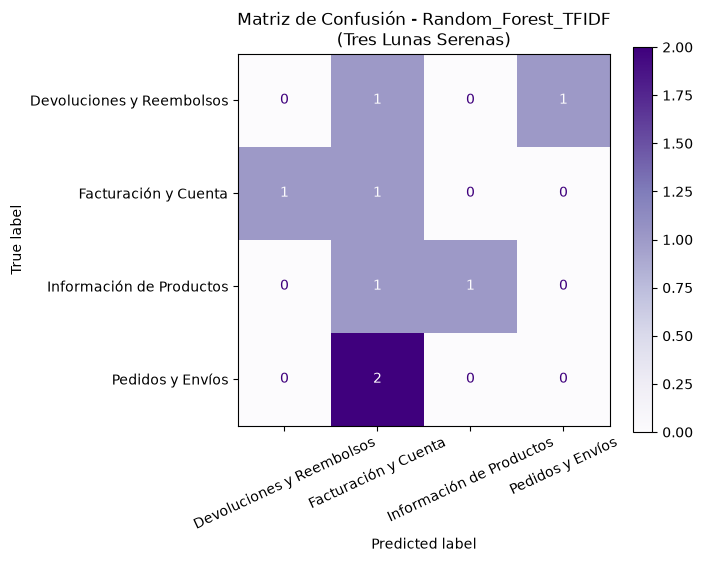 Matriz de Confusión - Random_Forest_TFIDF
(Tres Lunas Serenas)
True label
Devoluciones y Reembolsos
0 1 0 1
Facturación y Cuenta
1 1 0 0
Información de Productos
0 1 1 0
Pedidos y Envíos
0 2 0 0
Devoluciones y Reembolsos
Facturación y Cuenta
Información de Productos
Pedidos y Envíos
Predicted label
2.00
1.75
1.50
1.25
1.00
0.75
0.50
0.25
0.00